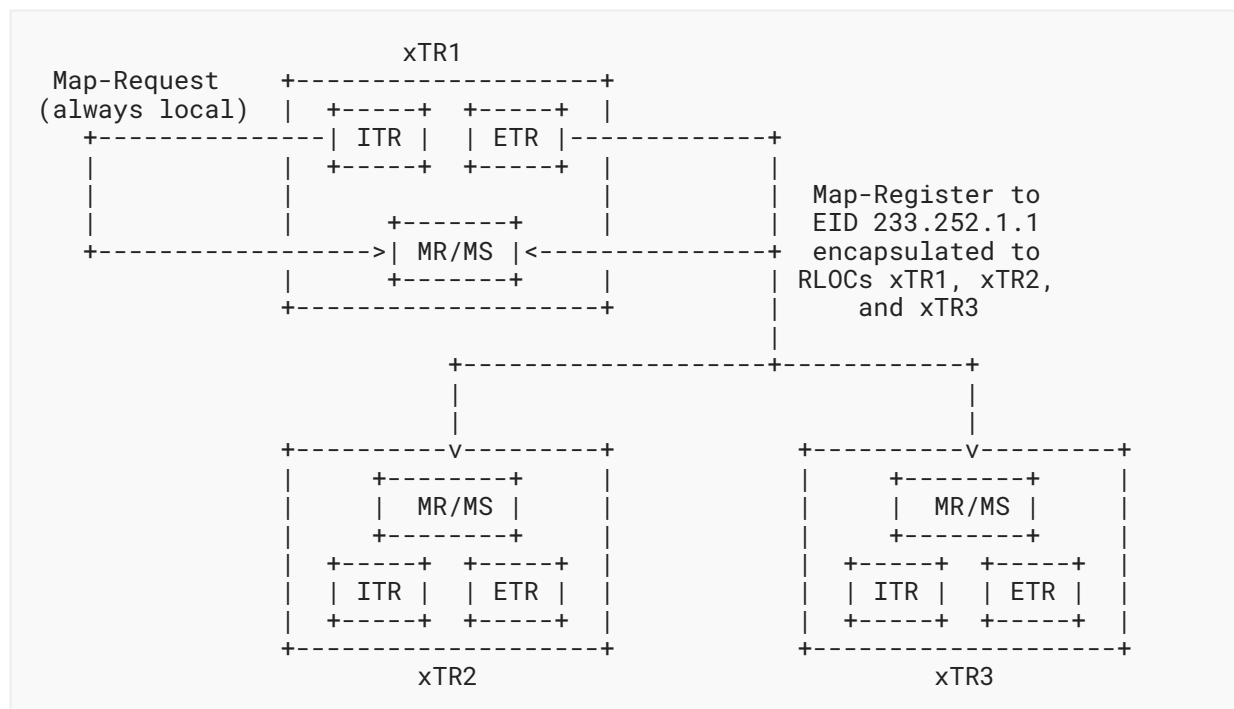 xTR1
Map-Request
(always local)
ITR ETR
Map-Register to
EID 233.252.1.1
MR/MS encapsulated to
RLOCs xTR1, xTR2,
and xTR3
MR/MS MR/MS
ITR ETR ITR ETR
xTR2 xTR3